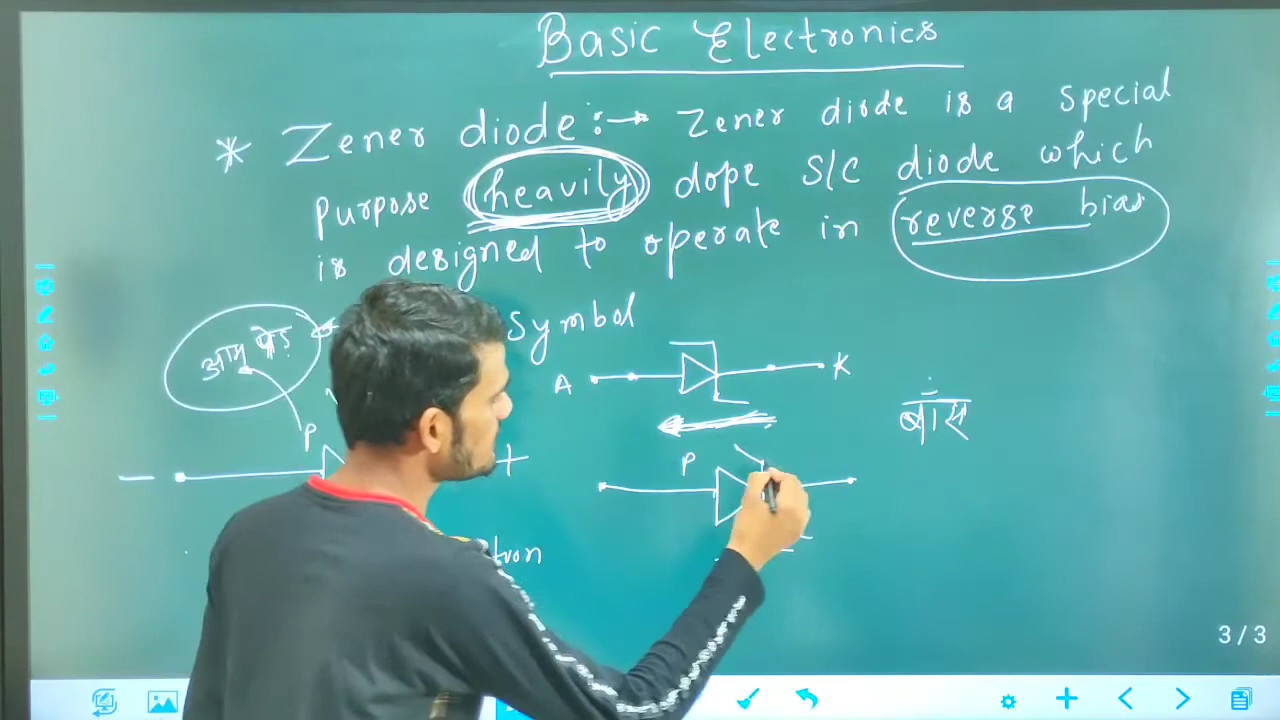 Basic Electronics
* Zener diode :→ Zener diode is a special
purpose heavily dope S/C diode which
is designed to operate in reverse bias
Symbol
A K
P
P
- +
3/3